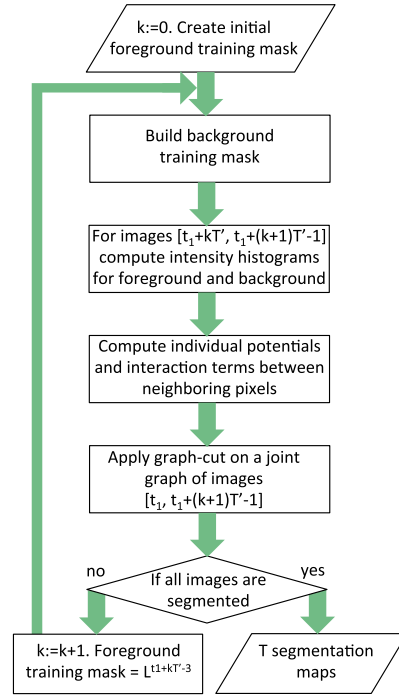 k:=0. Create initial
foreground training mask
Build background
training mask
For images [t₁+kT’, t₁+(k+1)T’-1]
compute intensity histograms
for foreground and background
Compute individual potentials
and interaction terms between
neighboring pixels
Apply graph-cut on a joint
graph of images
[t₁, t₁+(k+1)T’-1]
no
If all images are
segmented
yes
k:=k+1. Foreground
training mask = Lᵗ¹⁺ᵏᵀ’⁻³
T segmentation
maps